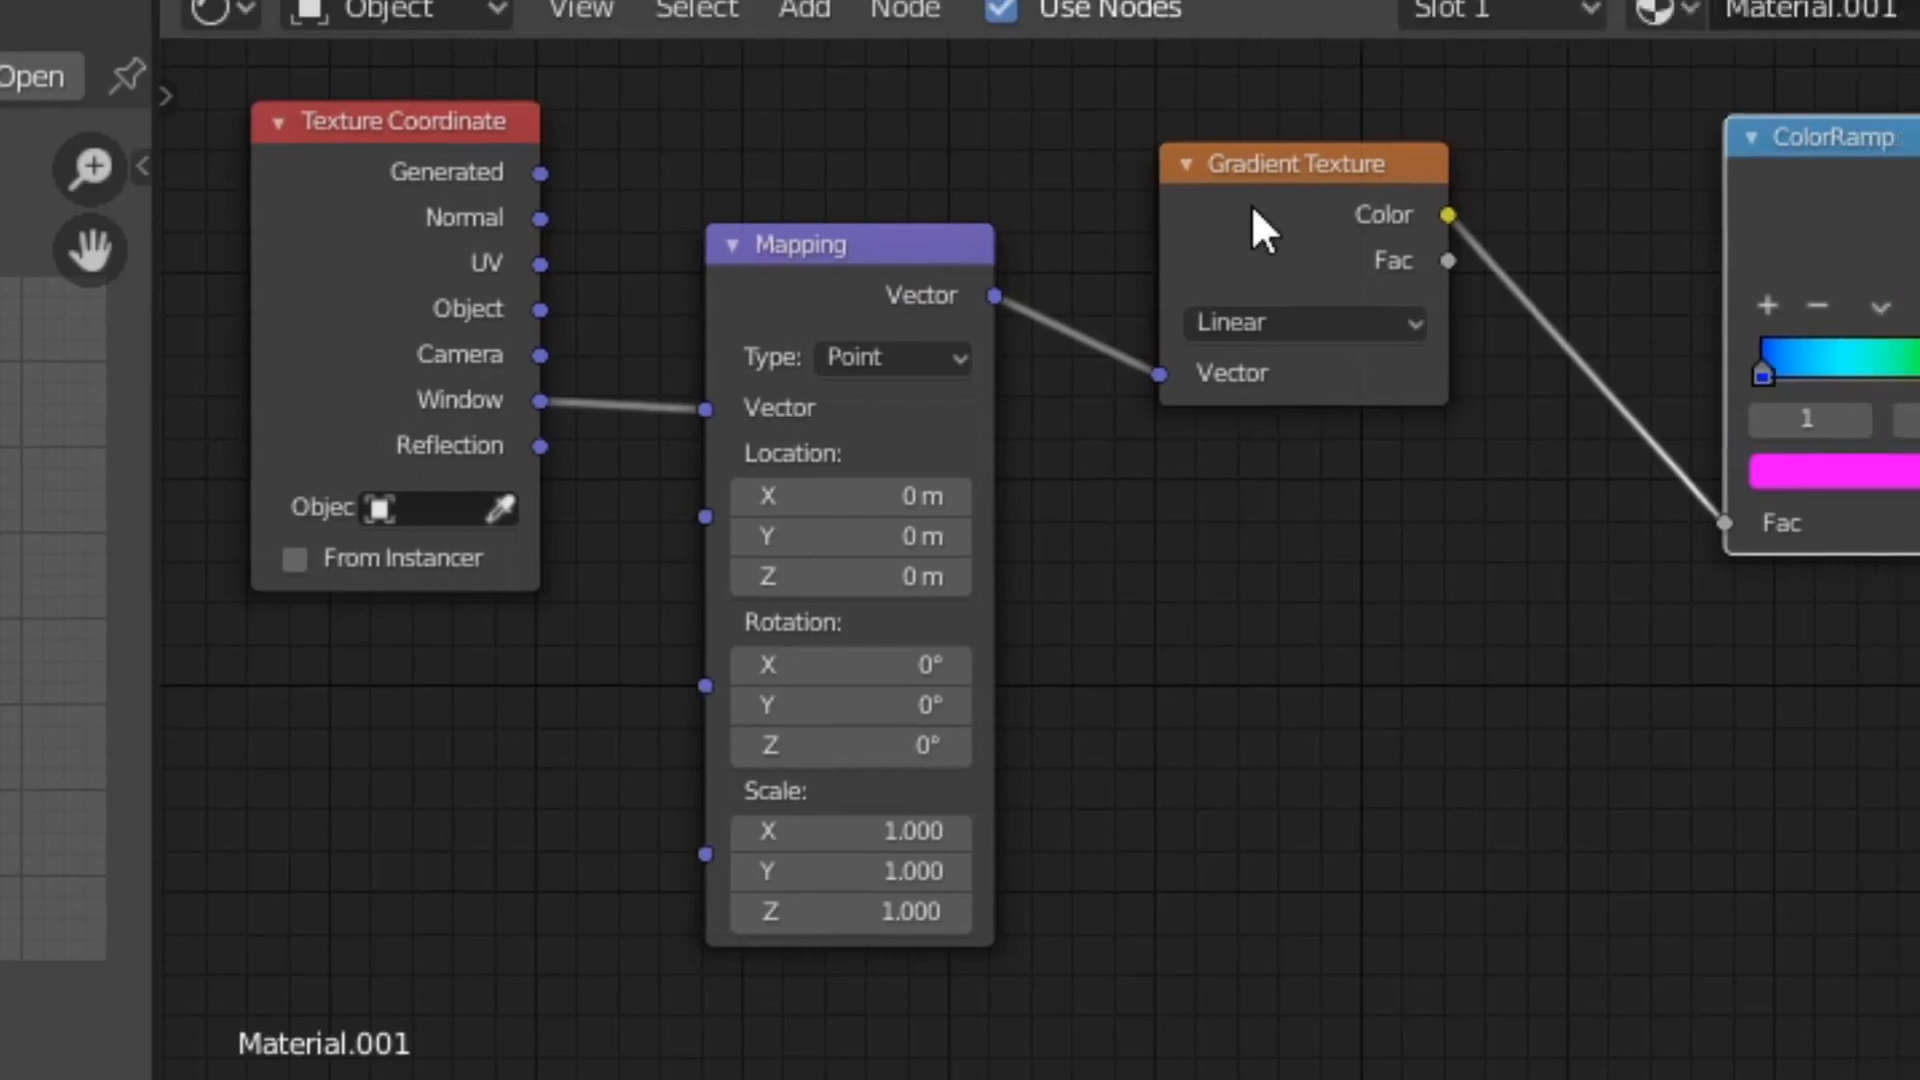 Object View Select Add Node Use Nodes Slot 1 Material.001
Open
Texture Coordinate
Generated
Normal
UV
Object
Camera
Window
Reflection
Objec
From Instancer
Mapping
Vector
Type: Point
Vector
Location:
X 0 m
Y 0 m
Z 0 m
Rotation:
X 0°
Y 0°
Z 0°
Scale:
X 1.000
Y 1.000
Z 1.000
Gradient Texture
Color
Fac
Linear
Vector
ColorRamp
1
Fac
Material.001